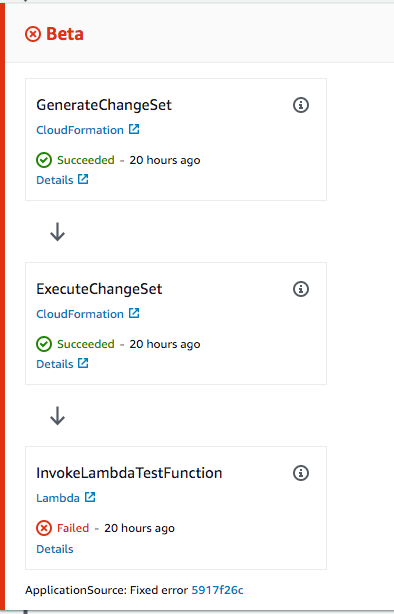 Beta
GenerateChangeSet
CloudFormation
Succeeded - 20 hours ago
Details
ExecuteChangeSet
CloudFormation
Succeeded - 20 hours ago
Details
InvokeLambdaTestFunction
Lambda
Failed - 20 hours ago
Details
ApplicationSource: Fixed error 5917f26c